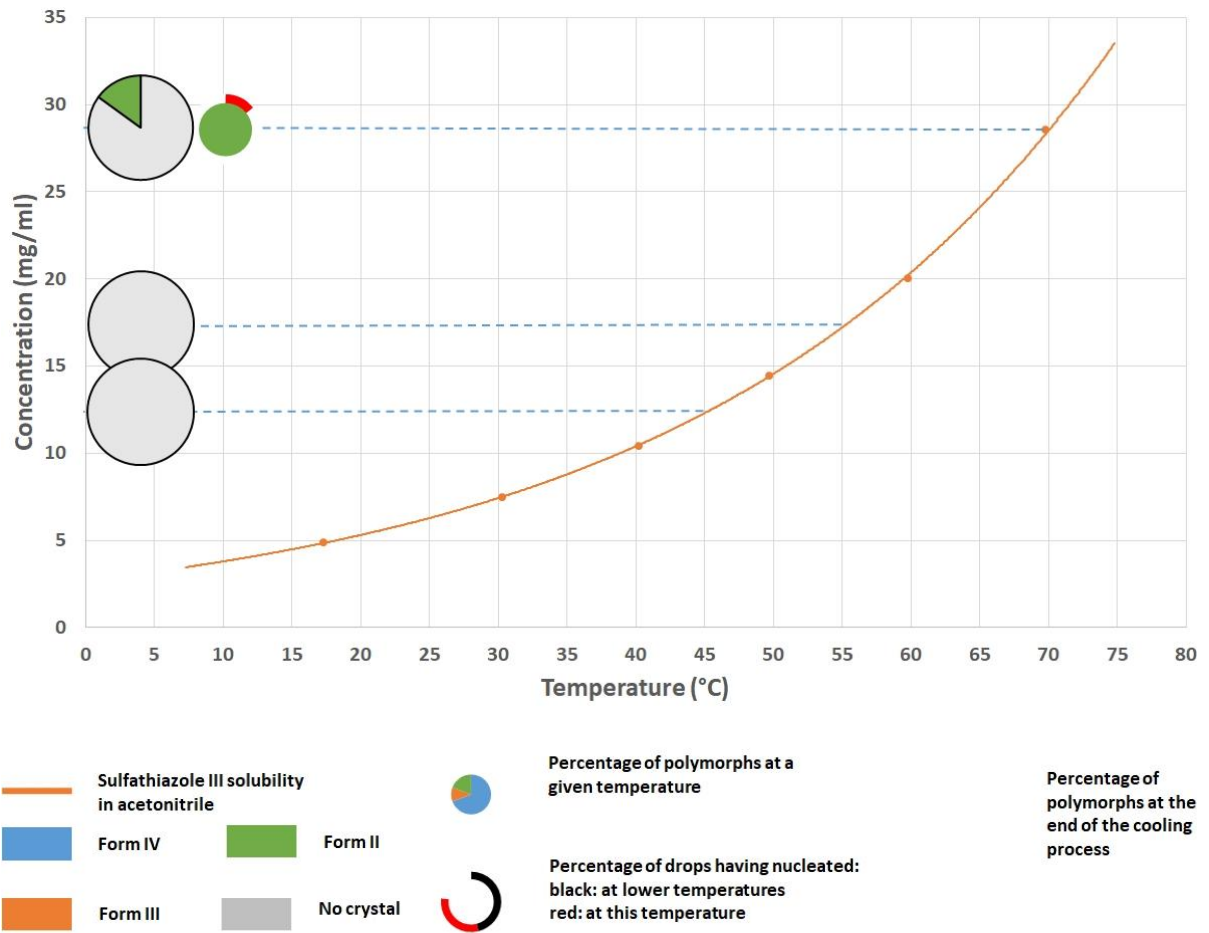 35
30
25
20
15
10
5
0
Concentration (mg/ml)
0 5 10 15 20 25 30 35 40 45 50 55 60 65 70 75 80
Temperature (°C)
Sulfathiazole III solubility
in acetonitrile
Form IV
Form II
Form III
No crystal
Percentage of polymorphs at a
given temperature
Percentage of drops having nucleated:
black: at lower temperatures
red: at this temperature
Percentage of
polymorphs at the
end of the cooling
process